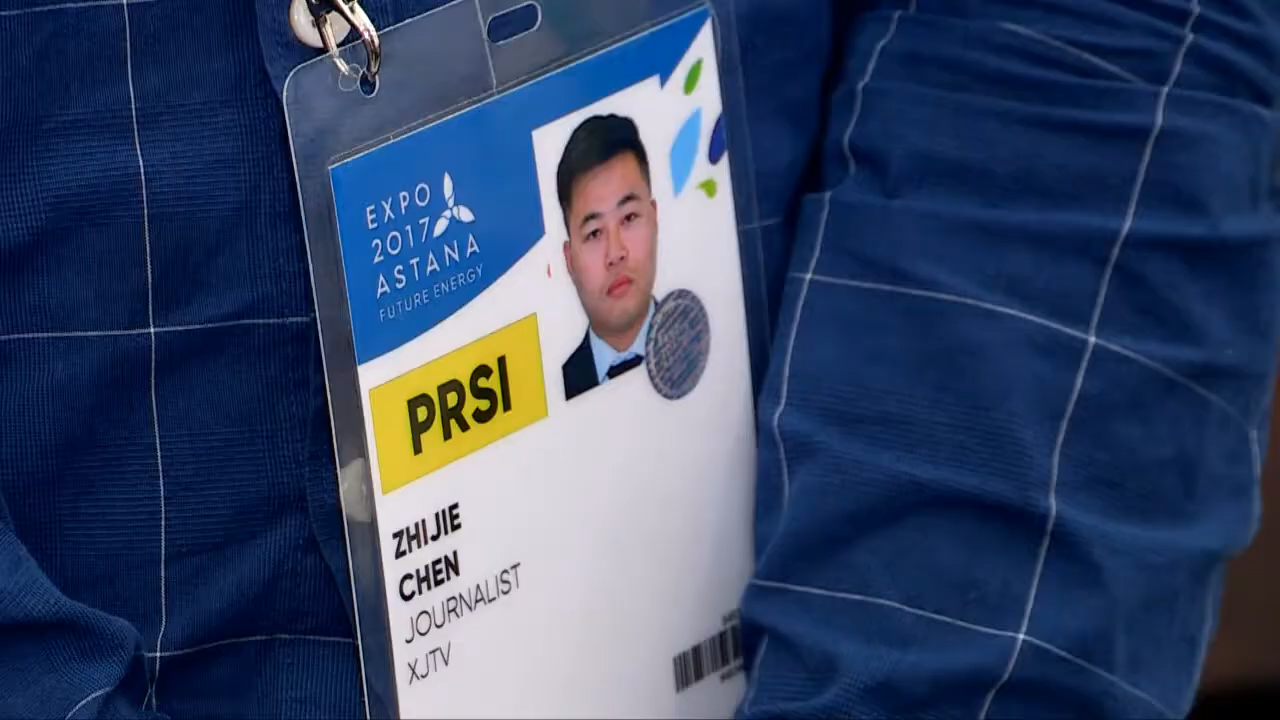 EXPO
2017
ASTANA
FUTURE ENERGY
PRSI
ZHIJIE
CHEN
JOURNALIST
XJTV